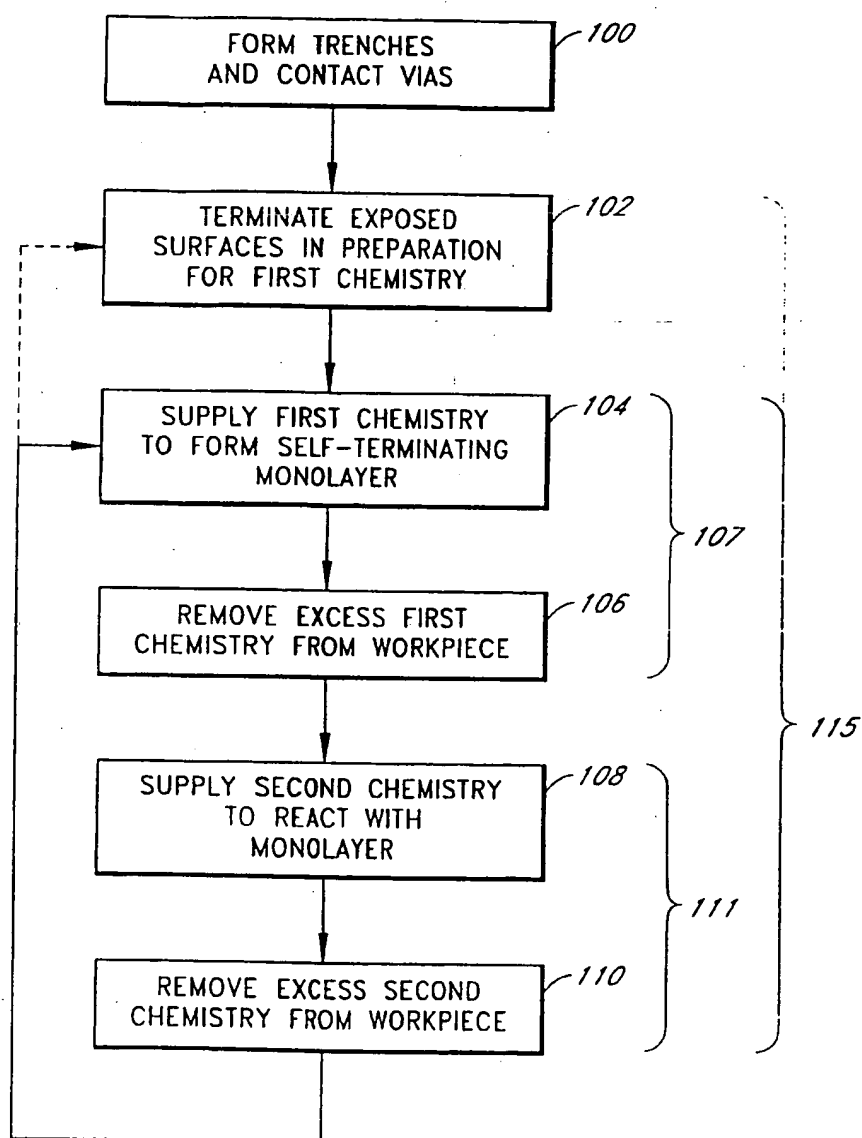 FORM TRENCHES
AND CONTACT VIAS
100
TERMINATE EXPOSED
SURFACES IN PREPARATION
FOR FIRST CHEMISTRY
102
SUPPLY FIRST CHEMISTRY
TO FORM SELF-TERMINATING
MONOLAYER
104
107
REMOVE EXCESS FIRST
CHEMISTRY FROM WORKPIECE
106
115
SUPPLY SECOND CHEMISTRY
TO REACT WITH
MONOLAYER
108
111
REMOVE EXCESS SECOND
CHEMISTRY FROM WORKPIECE
110